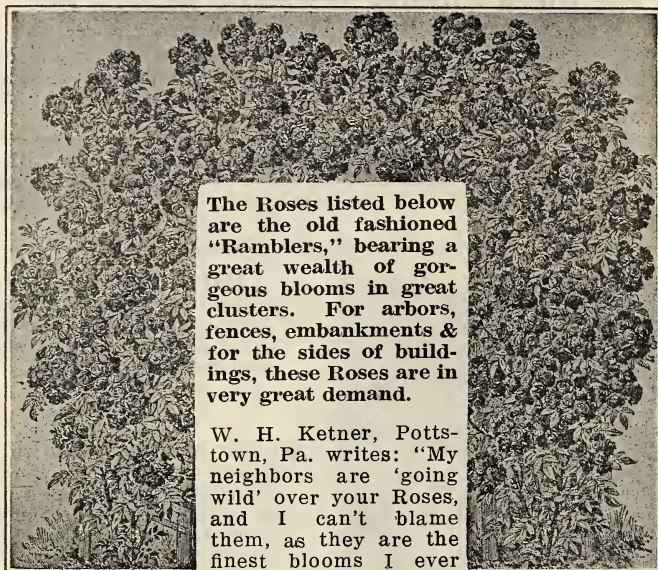 The Roses listed below
are the old fashioned
“Ramblers,” bearing a
great wealth of gor-
geous blooms in great
clusters. For arbors,
fences, embankments &
for the sides of build-
ings, these Roses are in
very great demand.
W. H. Ketner, Potts-
town, Pa. writes: “My
neighbors are ‘going
wild’ over your Roses,
and I can’t blame
them, as they are the
finest blooms I ever